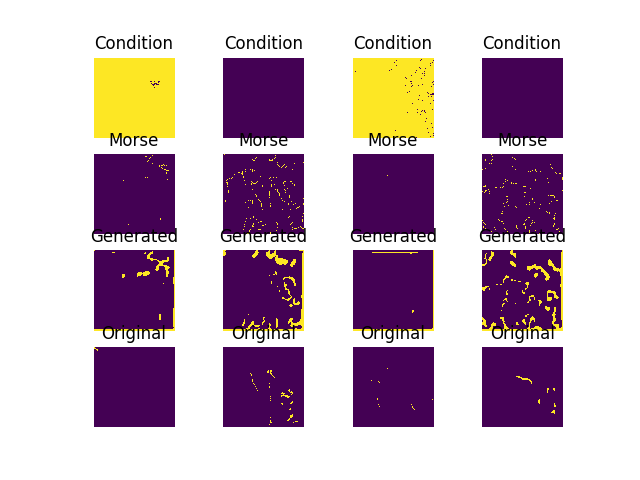 Condition Condition Condition Condition
Morse Morse Morse Morse
Generated Generated Generated Generated
Original Original Original Original